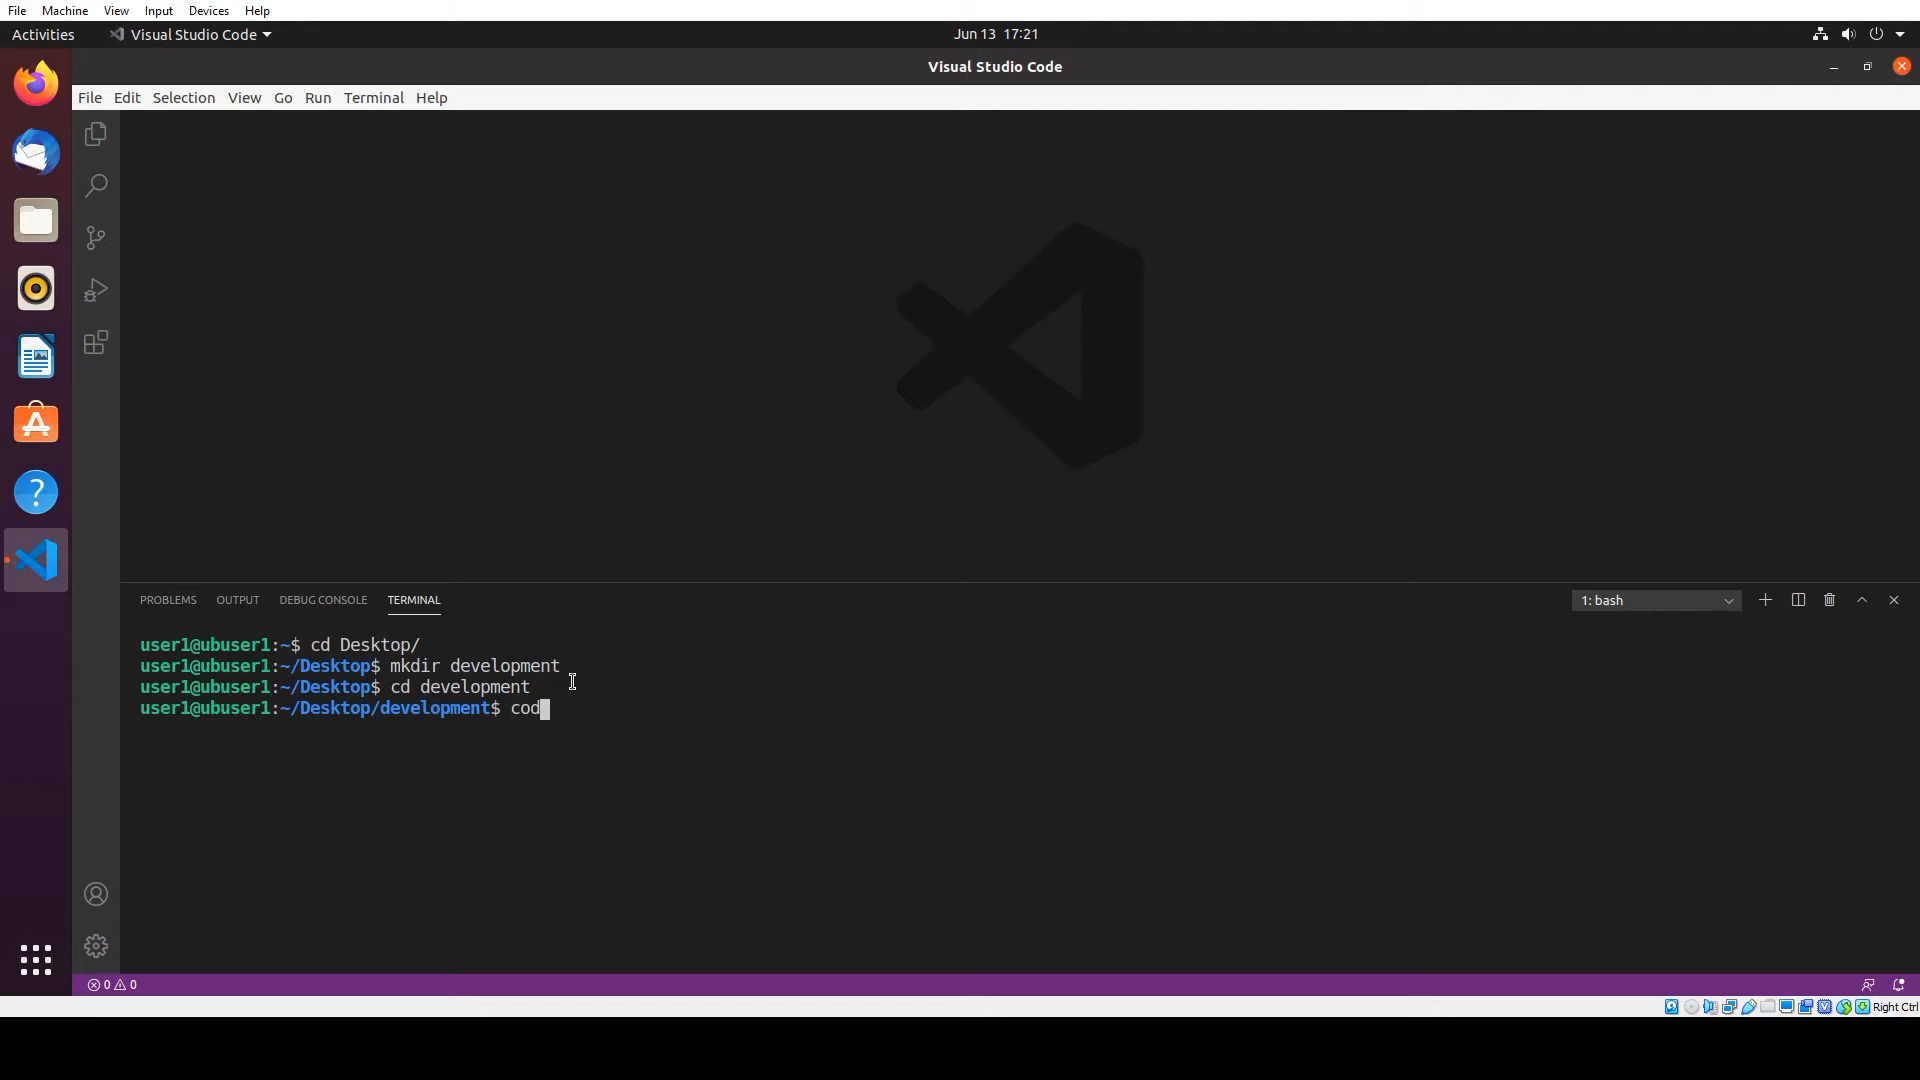 File Machine View Input Devices Help
Activities Visual Studio Code Jun 13 17:21
Visual Studio Code
File Edit Selection View Go Run Terminal Help
PROBLEMS OUTPUT DEBUG CONSOLE TERMINAL 1: bash
user1@ubuser1:~$ cd Desktop/
user1@ubuser1:~/Desktop$ mkdir development
user1@ubuser1:~/Desktop$ cd development
user1@ubuser1:~/Desktop/development$ cod
0 0
Right Ctrl